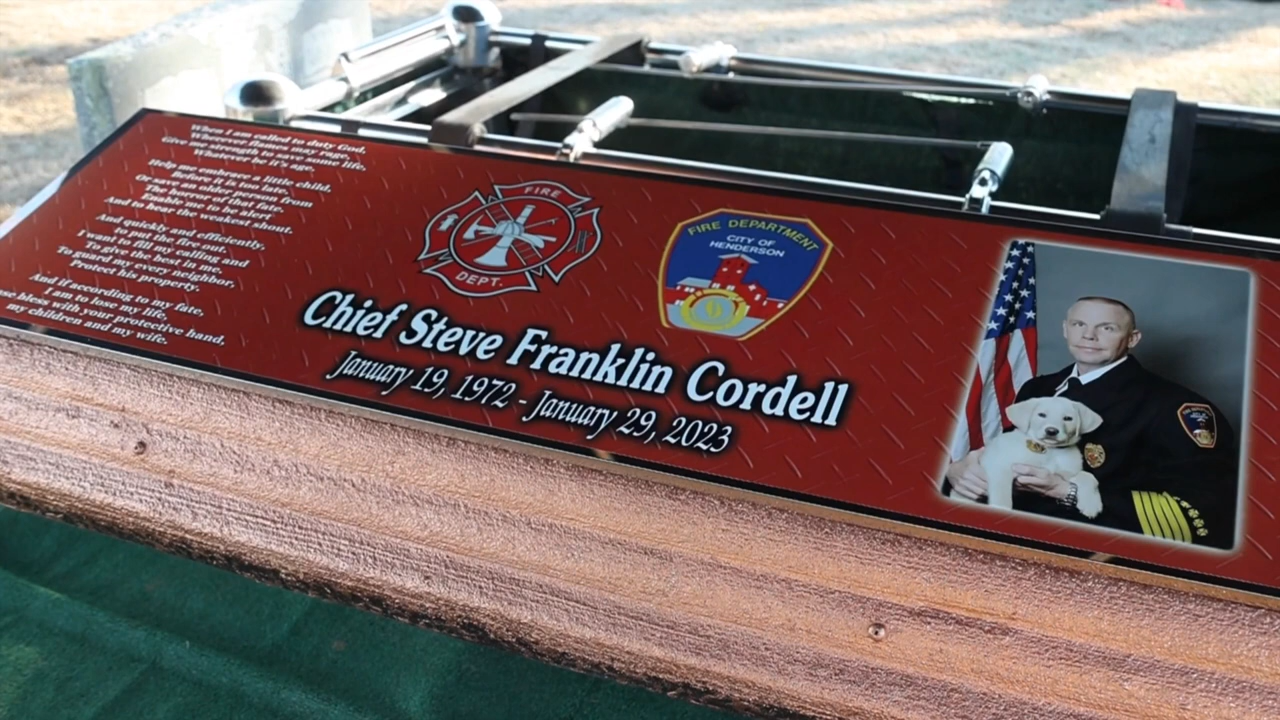 When I am called to duty God,
Wherever flames may rage,
Give me strength to save some life,
Whatever be it's age.
Help me embrace a little child,
Before it is too late,
Or save an older person from
The horror of that fate.
Enable me to be alert
And to hear the weakest shout.
And quickly and efficiently,
to put the fire out.
I want to fill my calling and
To give the best in me,
To guard my every neighbor,
Protect his property.
And if according to my fate,
I am to lose my life,
bless with your protective hand,
my children and my wife.
FIRE
DEPT.
FIRE DEPARTMENT
CITY OF
HENDERSON
Chief Steve Franklin Cordell
January 19, 1972 - January 29, 2023